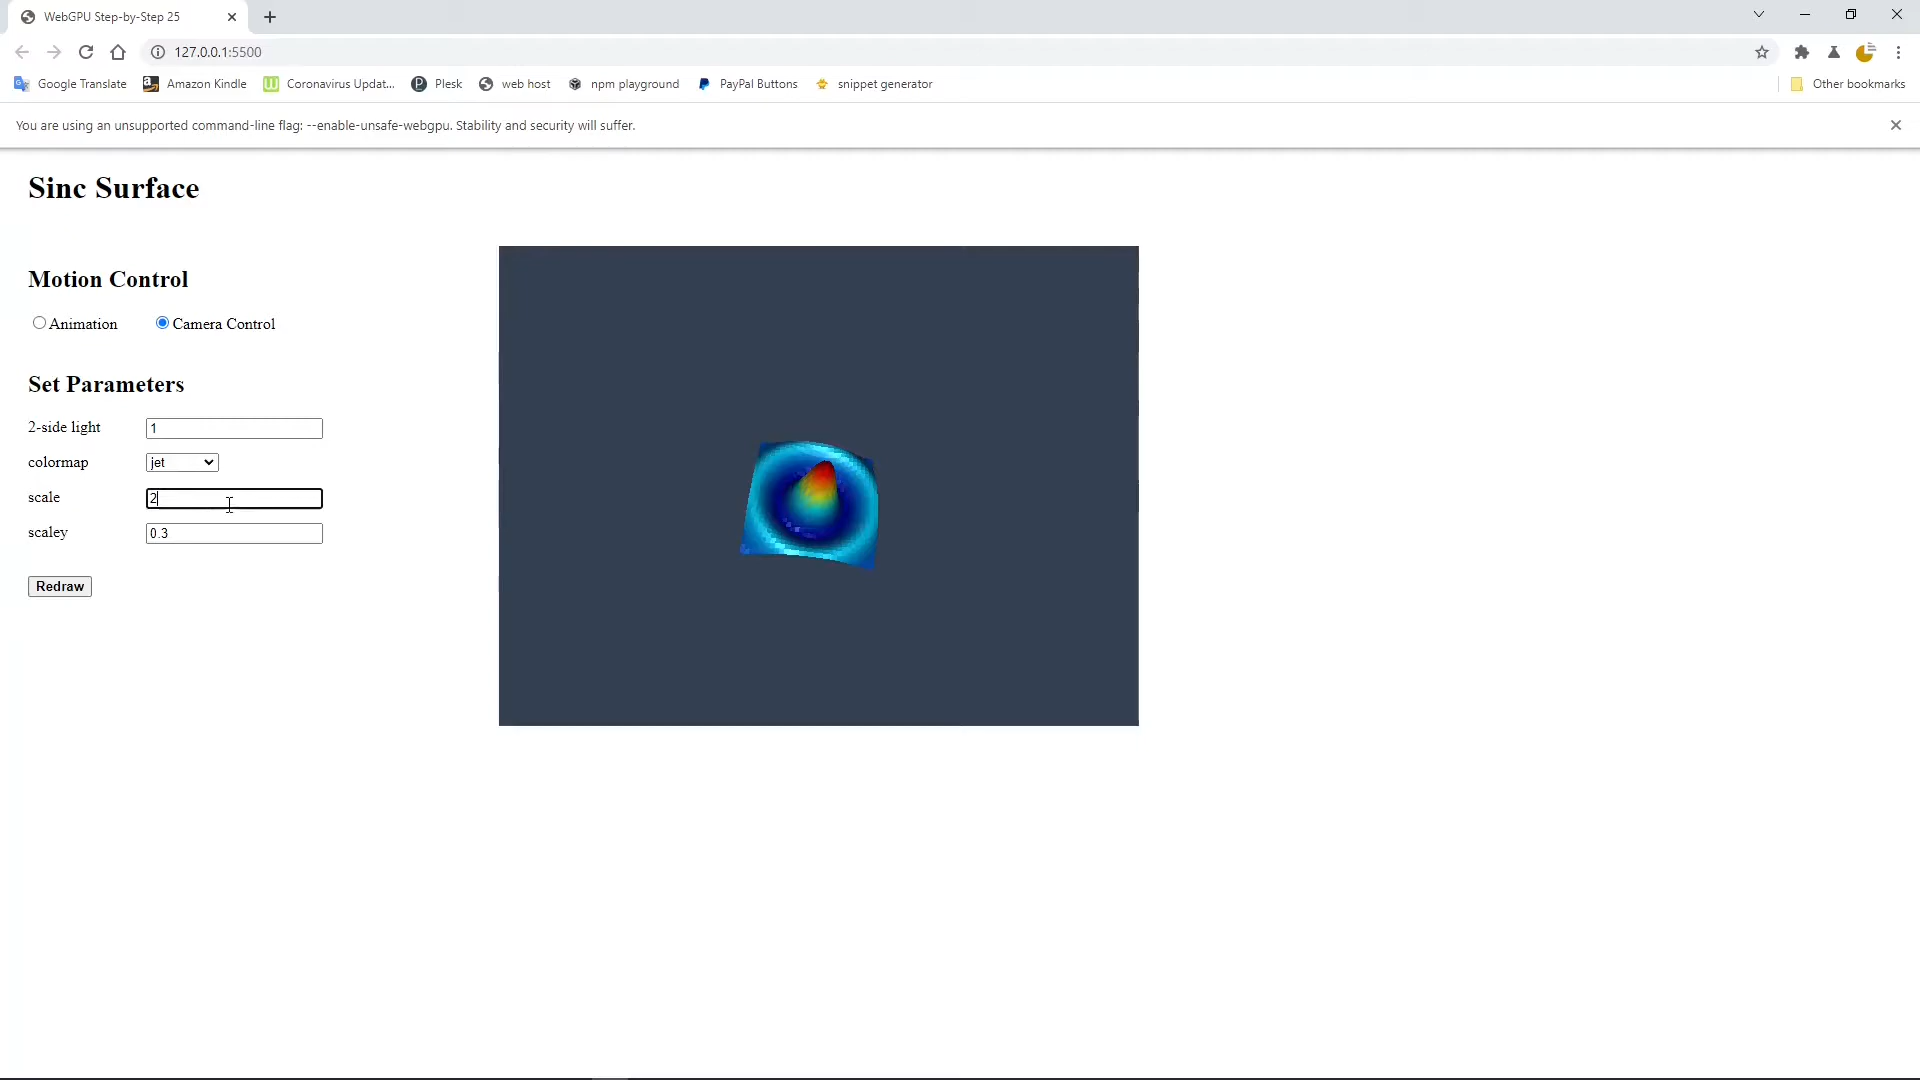 WebGPU Step-by-Step 25
127.0.0.1:5500
Google Translate
Amazon Kindle
Coronavirus Updat...
Plesk
web host
npm playground
PayPal Buttons
snippet generator
Other bookmarks
You are using an unsupported command-line flag: --enable-unsafe-webgpu. Stability and security will suffer.
Sinc Surface
Motion Control
Animation
Camera Control
Set Parameters
2-side light 1
colormap jet
scale 2
scaley 0.3
Redraw